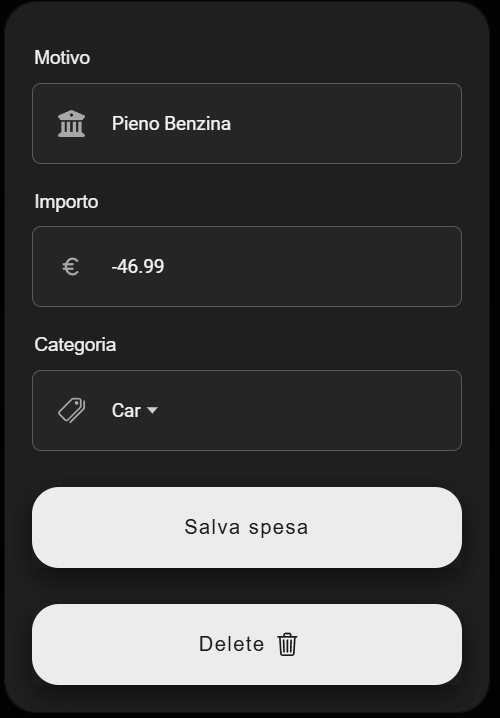 Motivo
Pieno Benzina
Importo
€ -46.99
Categoria
Car
Salva spesa
Delete